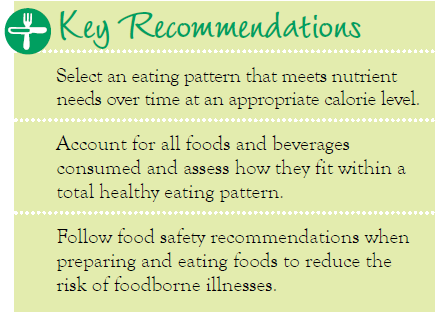 Key Recommendations
Select an eating pattern that meets nutrient
needs over time at an appropriate calorie level.
Account for all foods and beverages
consumed and assess how they fit within a
total healthy eating pattern.
Follow food safety recommendations when
preparing and eating foods to reduce the
risk of foodborne illnesses.